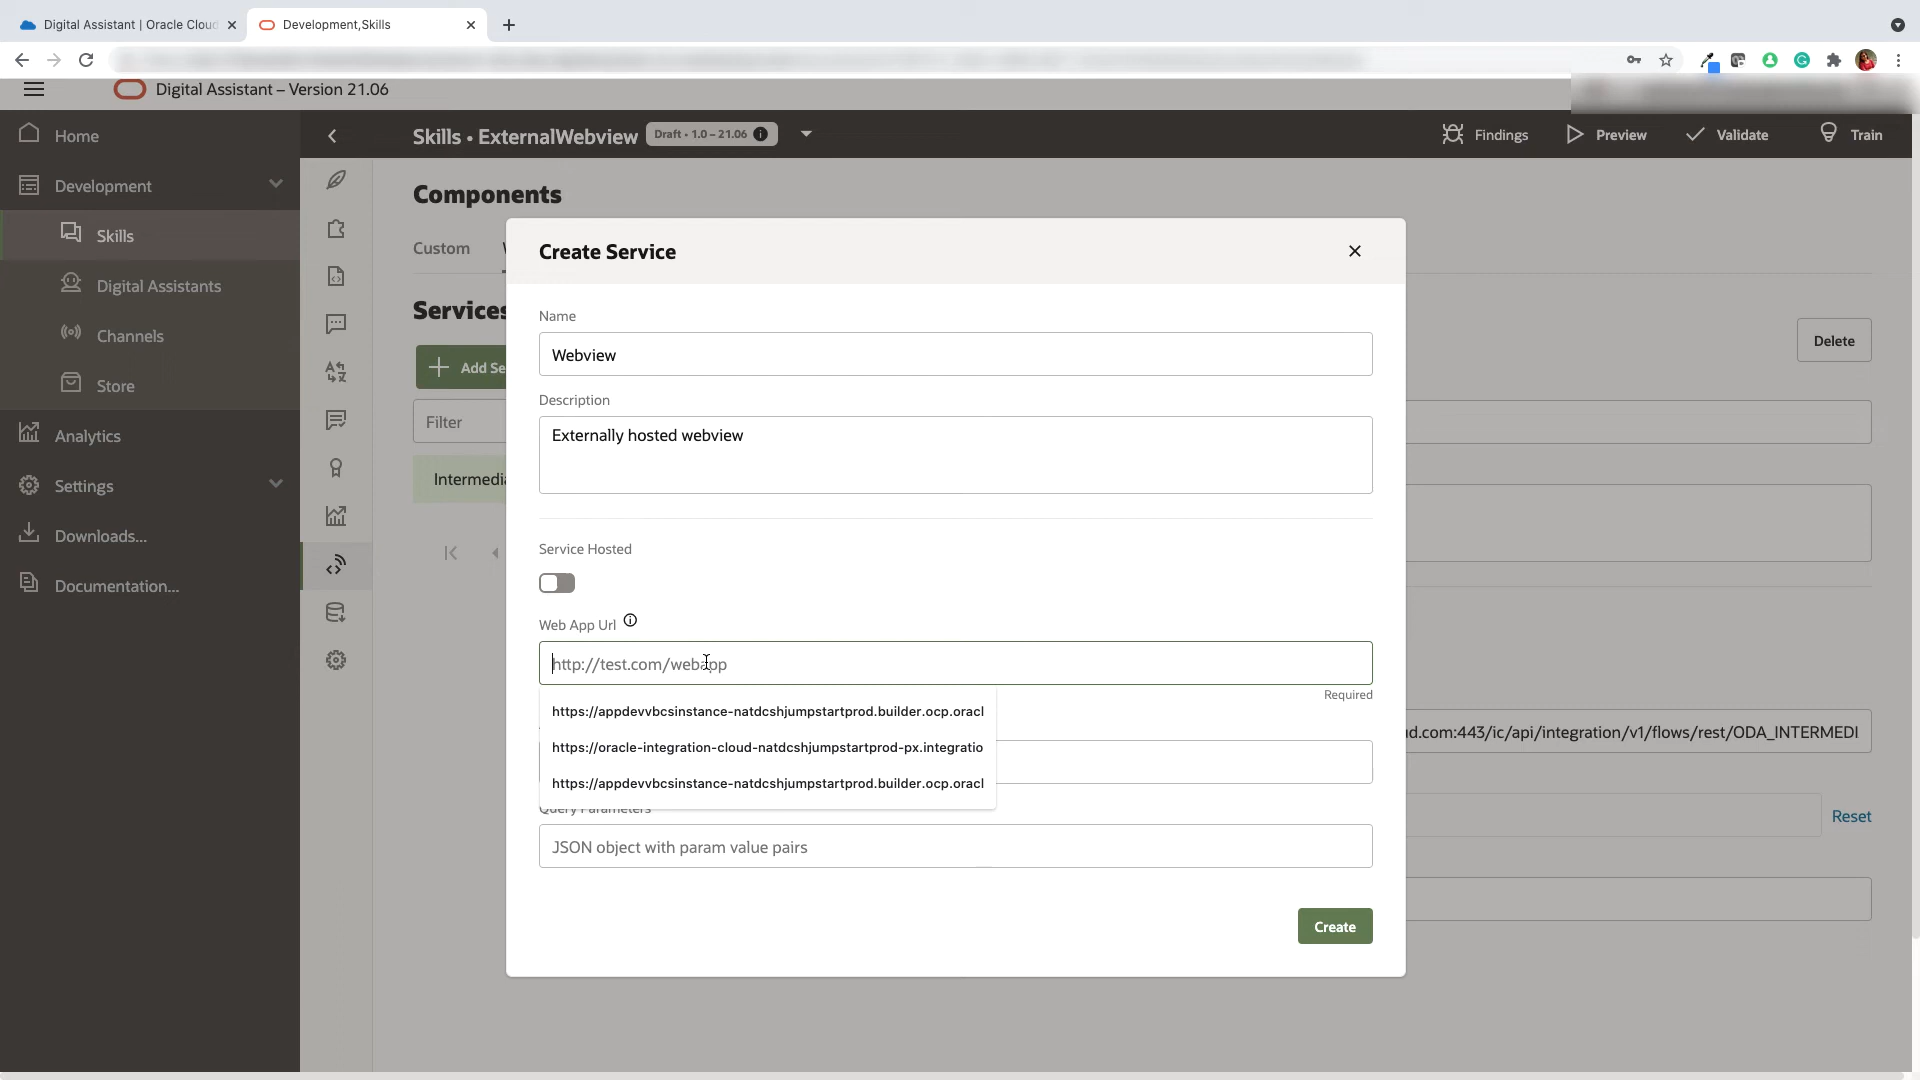 Digital Assistant | Oracle Cloud
Development,Skills
Digital Assistant – Version 21.06
Home
Development
Skills
Digital Assistants
Channels
Store
Analytics
Settings
Downloads...
Documentation...
Skills • ExternalWebview
Draft • 1.0 – 21.06
Findings
Preview
Validate
Train
Components
Custom
Services
Add Se
Filter
Intermedia
Delete
d.com:443/ic/api/integration/v1/flows/rest/ODA_INTERMEDI
Reset
Create Service
Name
Webview
Description
Externally hosted webview
Service Hosted
Web App Url
http://test.com/webapp
Required
https://appdevvbcsinstance-natdcshjumpstartprod.builder.ocp.oracl
https://oracle-integration-cloud-natdcshjumpstartprod-px.integratio
https://appdevvbcsinstance-natdcshjumpstartprod.builder.ocp.oracl
Query Parameters
JSON object with param value pairs
Create